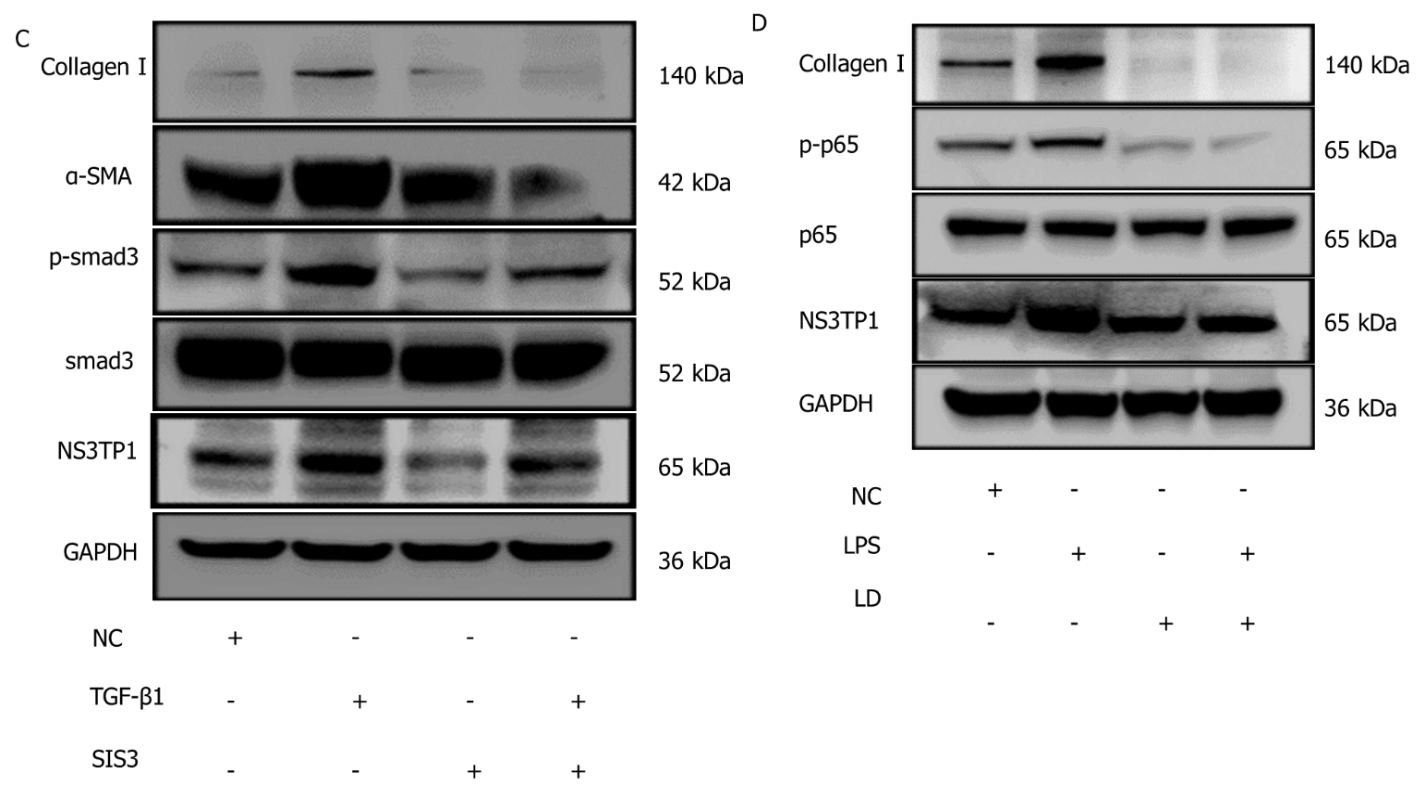 C
Collagen I 140 kDa
α-SMA 42 kDa
p-smad3 52 kDa
smad3 52 kDa
NS3TP1 65 kDa
GAPDH 36 kDa
NC + - - -
TGF-β1 - + - +
SIS3 - - + +
D
Collagen I 140 kDa
p-p65 65 kDa
p65 65 kDa
NS3TP1 65 kDa
GAPDH 36 kDa
NC + - - -
LPS - + - +
LD - - + +